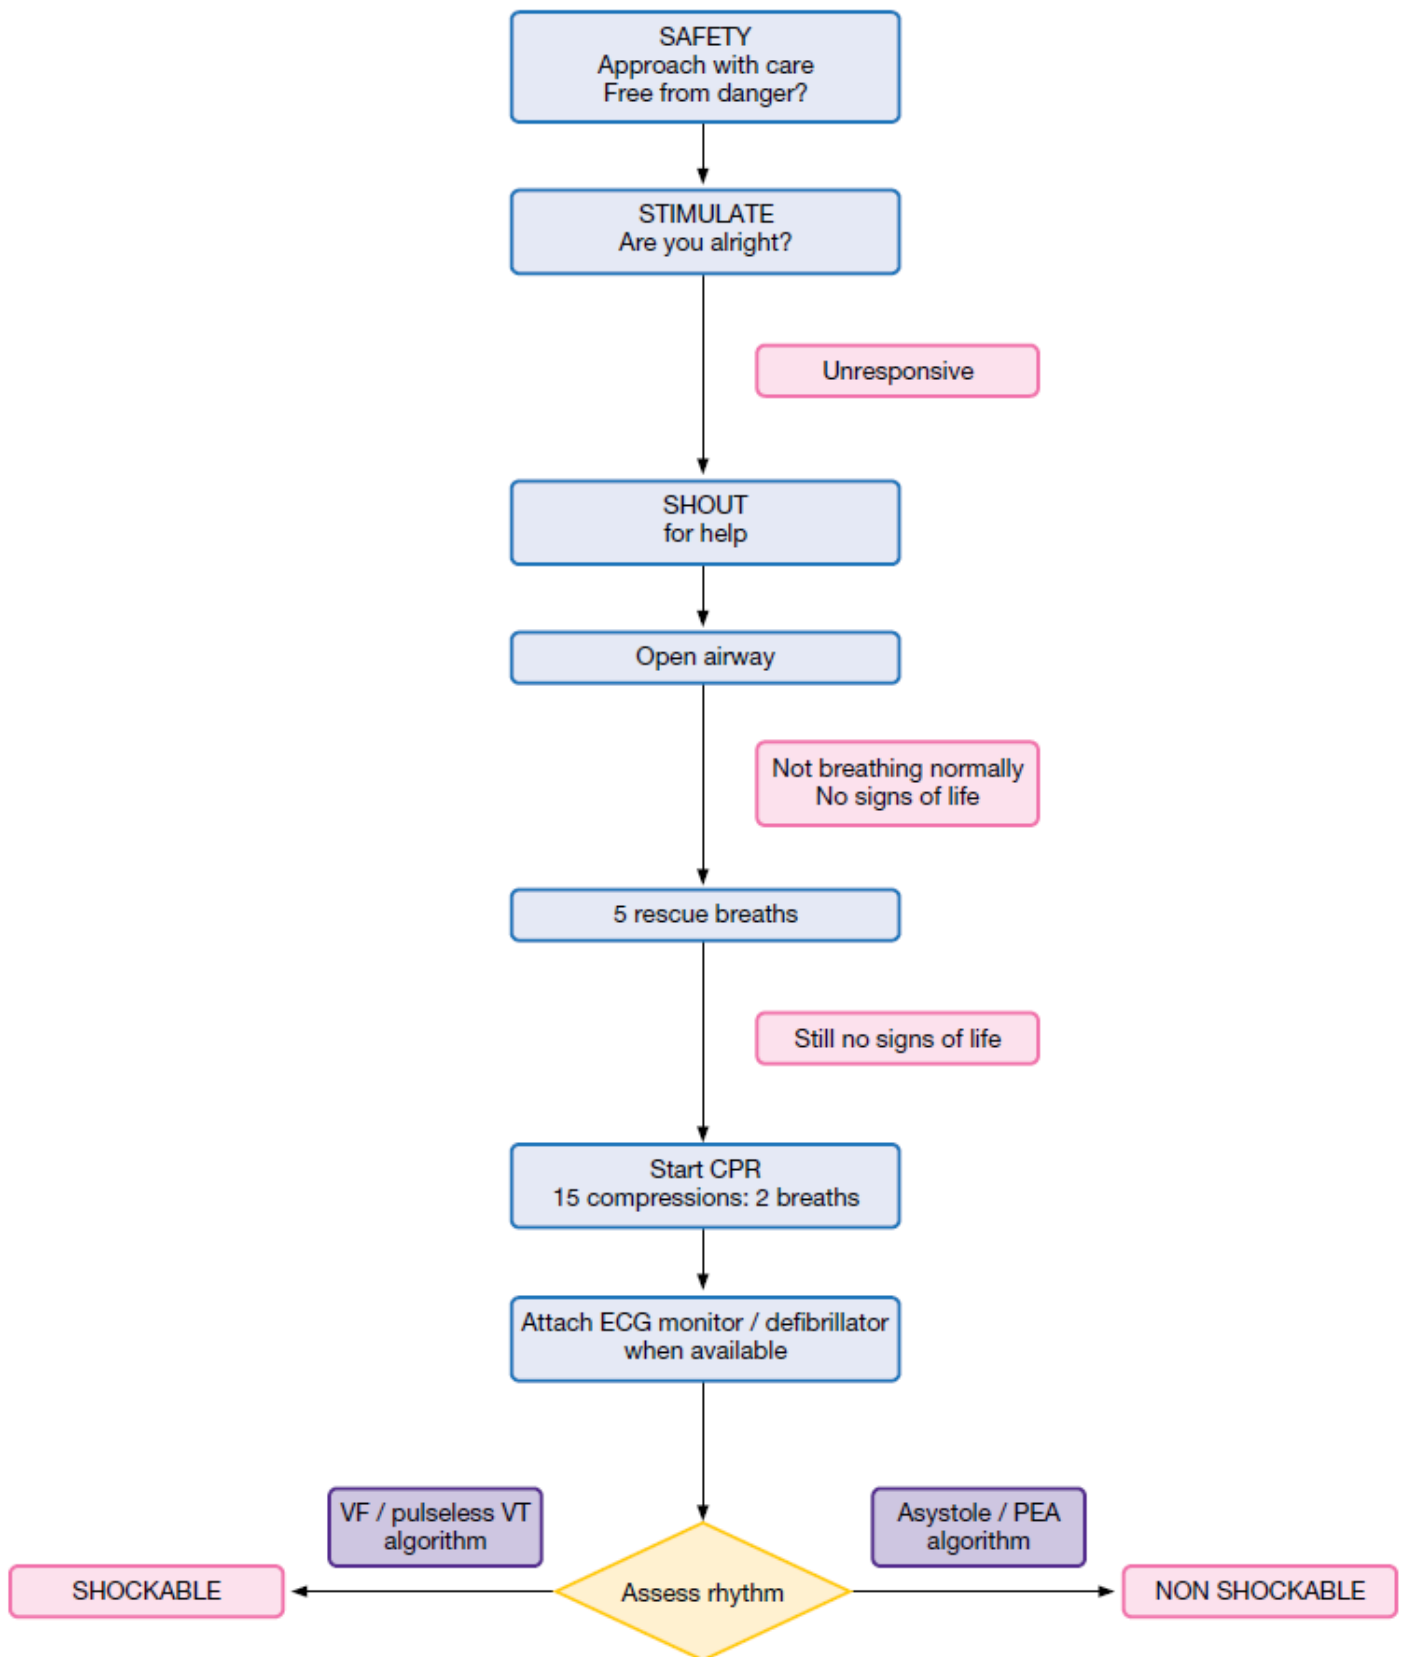 SAFETY
Approach with care
Free from danger?
STIMULATE
Are you alright?
Unresponsive
SHOUT
for help
Open airway
Not breathing normally
No signs of life
5 rescue breaths
Still no signs of life
Start CPR
15 compressions: 2 breaths
Attach ECG monitor / defibrillator
when available
VF / pulseless VT
algorithm
Asystole / PEA
algorithm
SHOCKABLE
Assess rhythm
NON SHOCKABLE